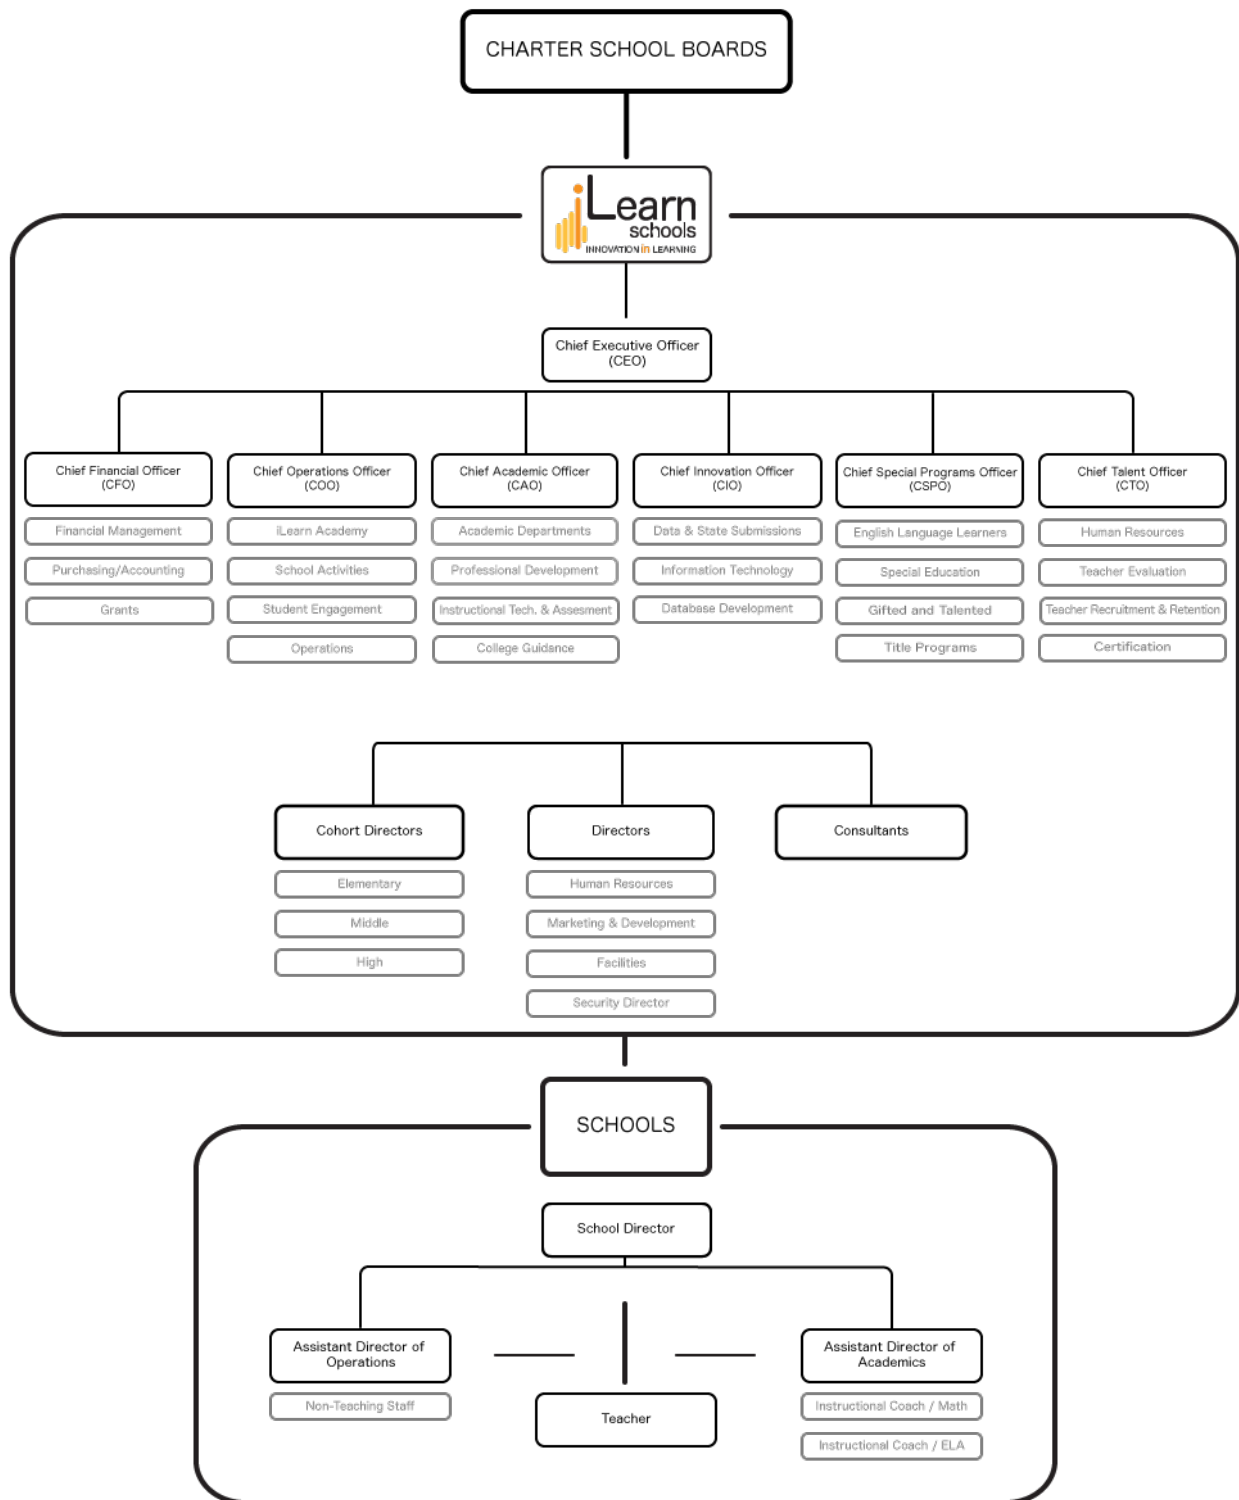 CHARTER SCHOOL BOARDS
iLearn
schools
INNOVATION in LEARNING
Chief Executive Officer
(CEO)
Chief Financial Officer
(CFO)
Financial Management
Purchasing/Accounting
Grants
Chief Operations Officer
(COO)
iLearn Academy
School Activities
Student Engagement
Operations
Chief Academic Officer
(CAO)
Academic Departments
Professional Development
Instructional Tech. & Assesment
College Guidance
Chief Innovation Officer
(CIO)
Data & State Submissions
Information Technology
Database Development
Chief Special Programs Officer
(CSPO)
English Language Learners
Special Education
Gifted and Talented
Title Programs
Chief Talent Officer
(CTO)
Human Resources
Teacher Evaluation
Teacher Recruitment & Retention
Certification
Cohort Directors
Elementary
Middle
High
Directors
Human Resources
Marketing & Development
Facilities
Security Director
Consultants
SCHOOLS
School Director
Assistant Director of
Operations
Non-Teaching Staff
Teacher
Assistant Director of
Academics
Instructional Coach / Math
Instructional Coach / ELA